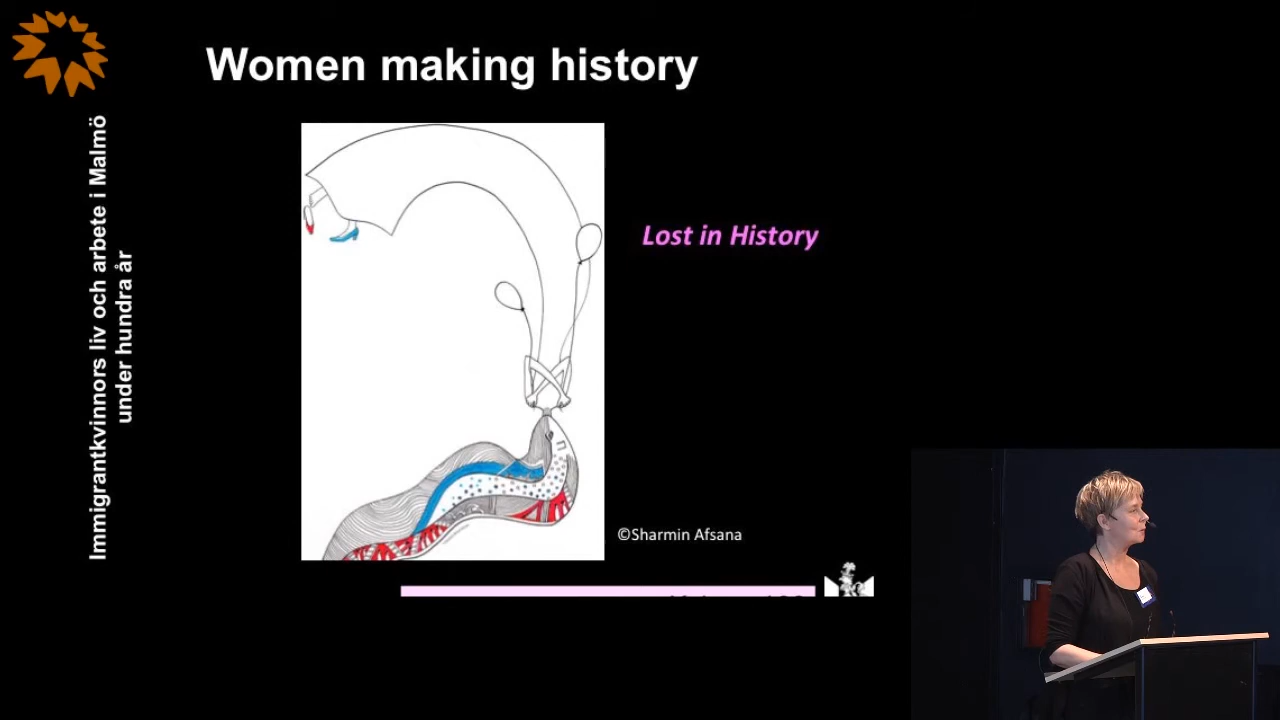 Women making history
Immigrantkvinnors liv och arbete i Malmö
under hundra år
Lost in History
©Sharmin Afsana